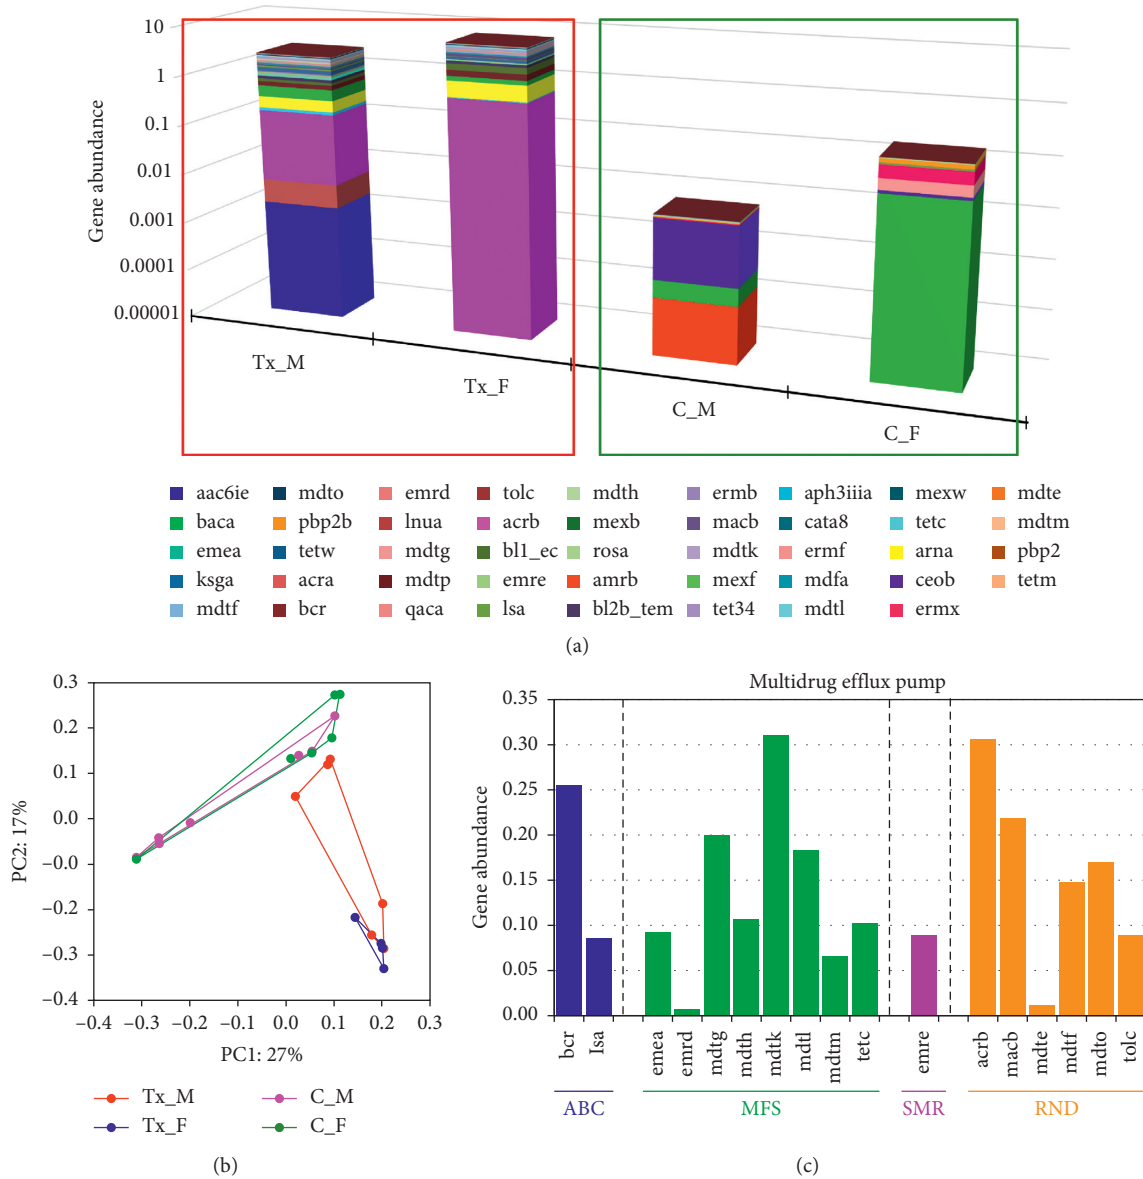 10
1
0.1
0.01
0.001
0.0001
0.00001
Gene abundance
Tx_M
Tx_F
C_M
C_F
aac6ie mdto emrd tolc mdth ermb aph3iiia mexw mdte
baca pbp2b lnua acrb mexb macb cata8 tetc mdtm
emea tetw mdtg bl1_ec rosa mdtk ermf arna pbp2
ksga acra mdtp emre amrb mexf mdfa ceob tetm
mdtf bcr qaca lsa bl2b_tem tet34 mdtl ermx
(a)
0.3
0.2
0.1
0.0
−0.0
−0.2
−0.3
−0.4
PC2: 17%
−0.4 −0.3 −0.2 −0.1 0.0 0.1 0.2 0.3
PC1: 27%
Tx_M C_M
Tx_F C_F
(b)
Multidrug efflux pump
0.35
0.30
0.25
0.20
0.15
0.10
0.05
0.00
Gene abundance
bcr lsa emea emrd mdtg mdth mdtk mdtl mdtm tetc emre acrb macb mdte mdtf mdto tolc
ABC MFS SMR RND
(c)